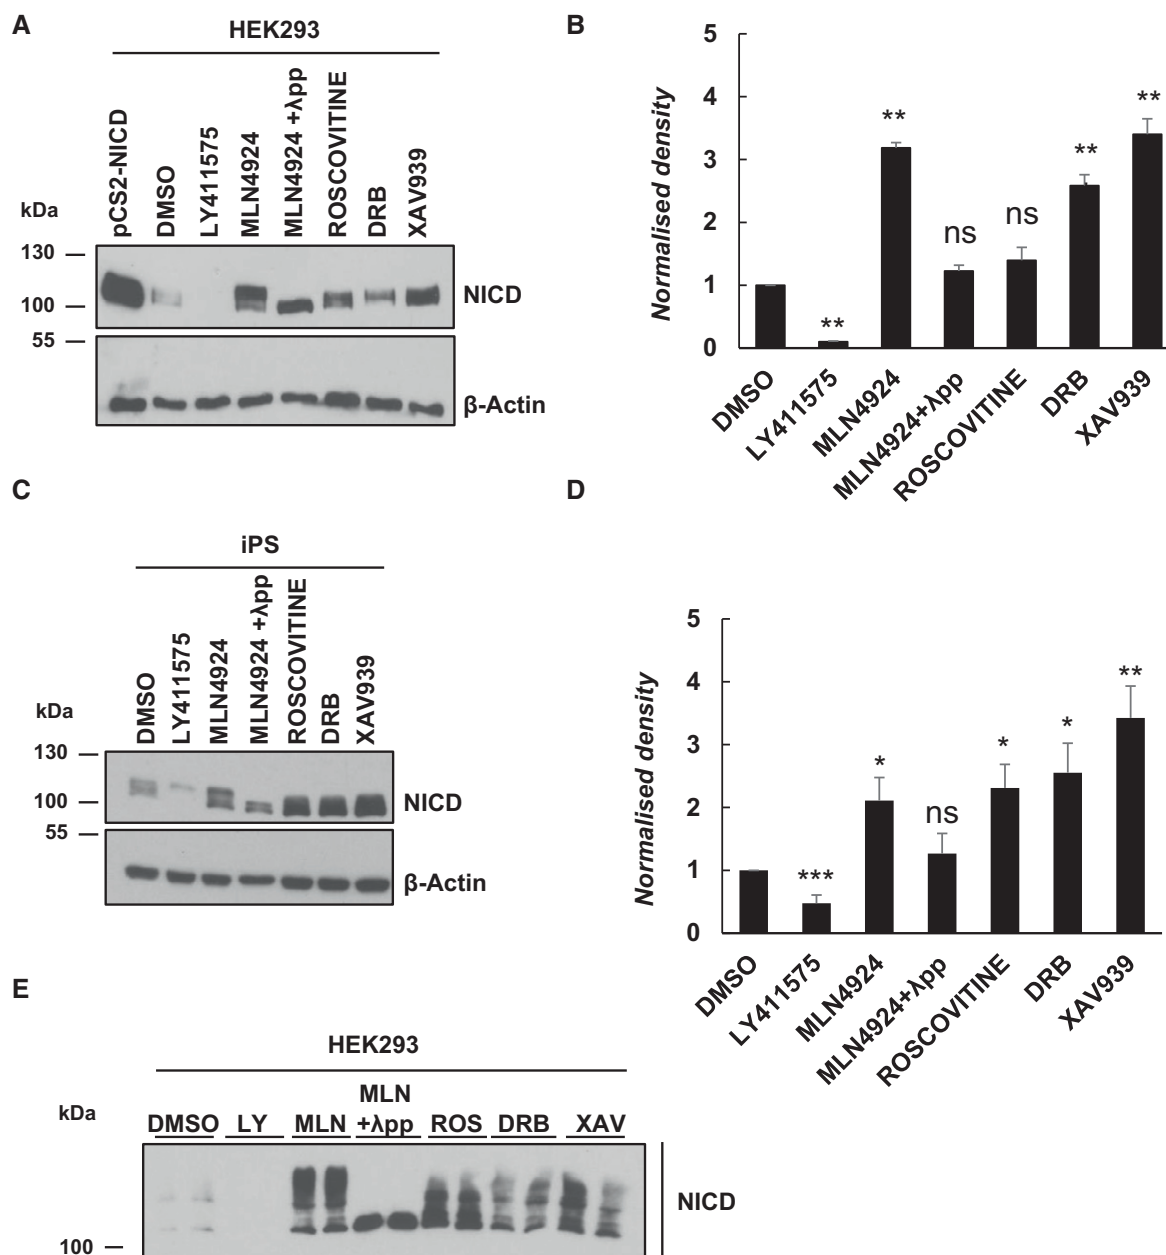 A
HEK293
pCS2-NICD
DMSO
LY411575
MLN4924
MLN4924 +λpp
ROSCOVITINE
DRB
XAV939
kDa
130
100
55
NICD
β-Actin
B
Normalised density
5
4
3
2
1
0
**
**
ns
ns
**
**
DMSO
LY411575
MLN4924
MLN4924+λpp
ROSCOVITINE
DRB
XAV939
C
iPS
DMSO
LY411575
MLN4924
MLN4924 +λpp
ROSCOVITINE
DRB
XAV939
kDa
130
100
55
NICD
β-Actin
D
Normalised density
5
4
3
2
1
0
***
*
ns
*
*
**
DMSO
LY411575
MLN4924
MLN4924+λpp
ROSCOVITINE
DRB
XAV939
E
HEK293
kDa
DMSO
LY
MLN
MLN
+λpp
ROS
DRB
XAV
100
NICD